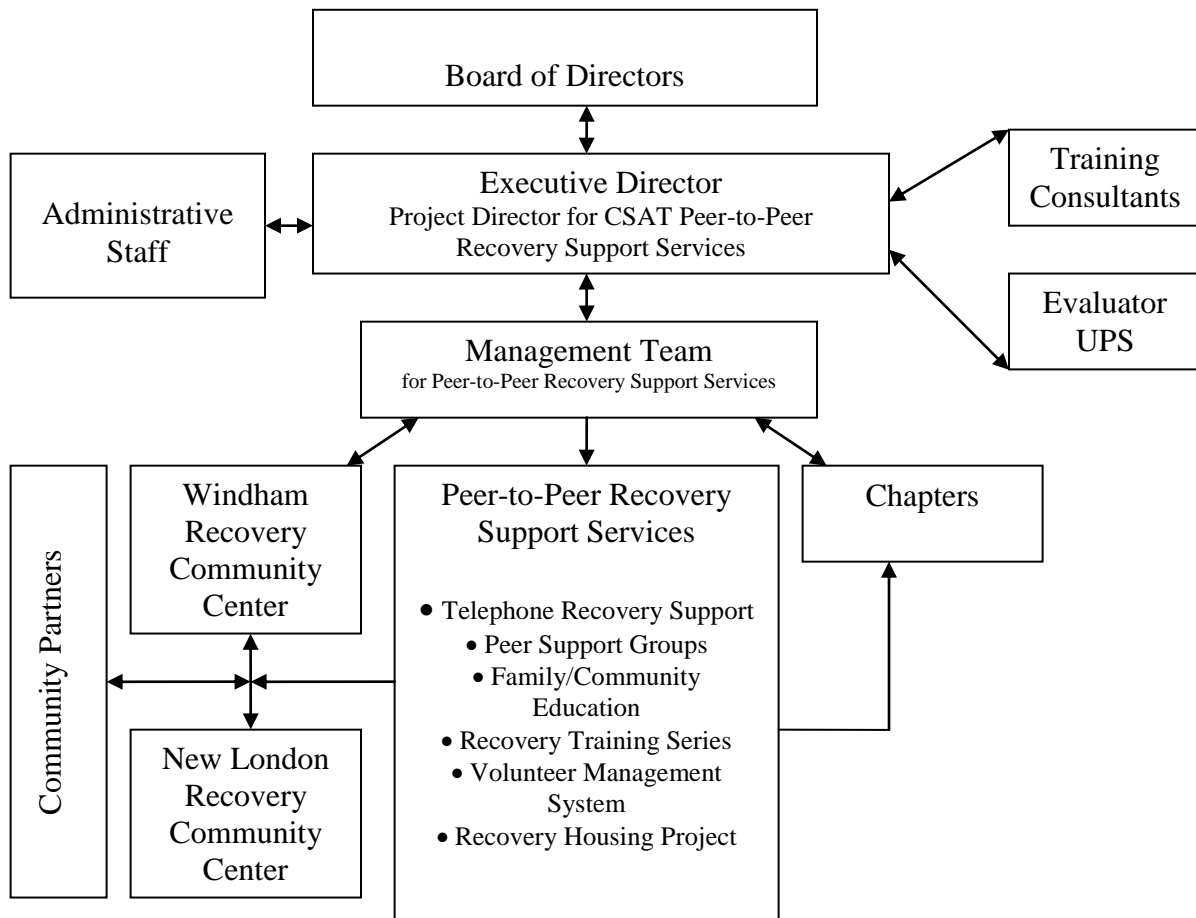 Board of Directors
Executive Director
Project Director for CSAT Peer-to-Peer
Recovery Support Services
Administrative
Staff
Training
Consultants
Evaluator
UPS
Management Team
for Peer-to-Peer Recovery Support Services
Community Partners
Windham
Recovery
Community
Center
Peer-to-Peer Recovery
Support Services
• Telephone Recovery Support
• Peer Support Groups
• Family/Community
Education
• Recovery Training Series
• Volunteer Management
System
• Recovery Housing Project
Chapters
New London
Recovery
Community
Center